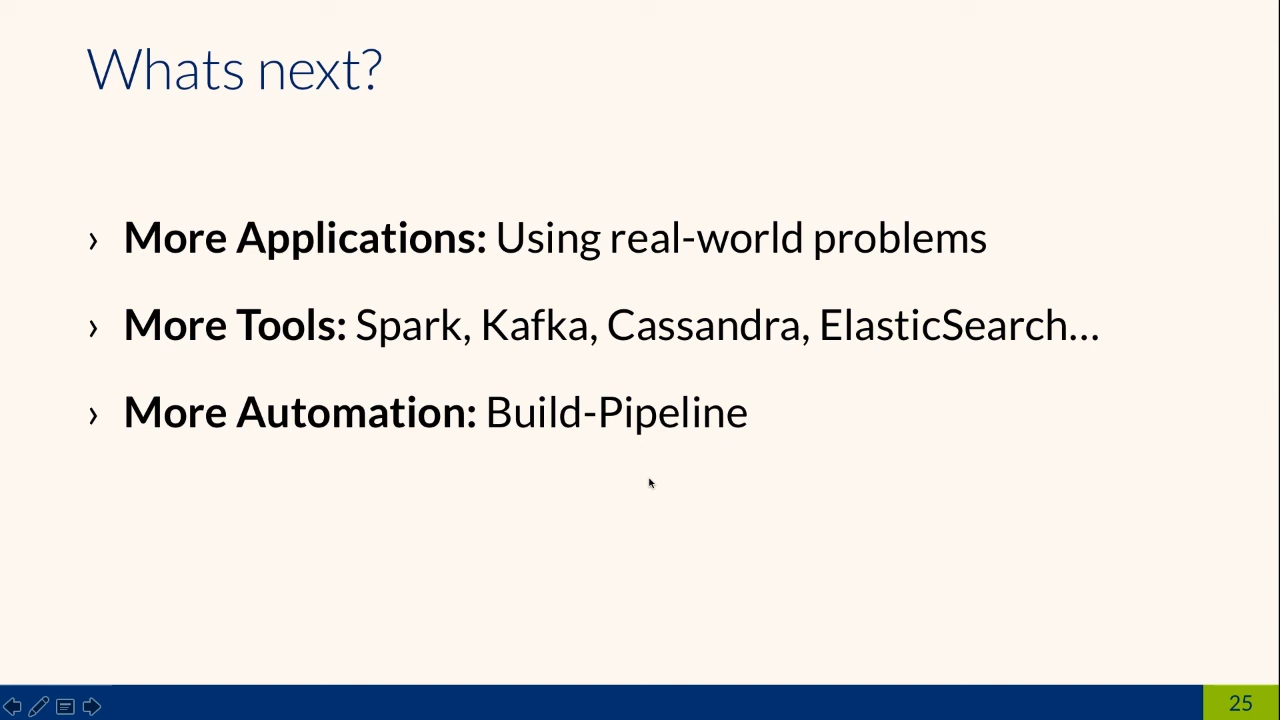 Whats next?
› More Applications: Using real-world problems
› More Tools: Spark, Kafka, Cassandra, ElasticSearch...
› More Automation: Build-Pipeline
25